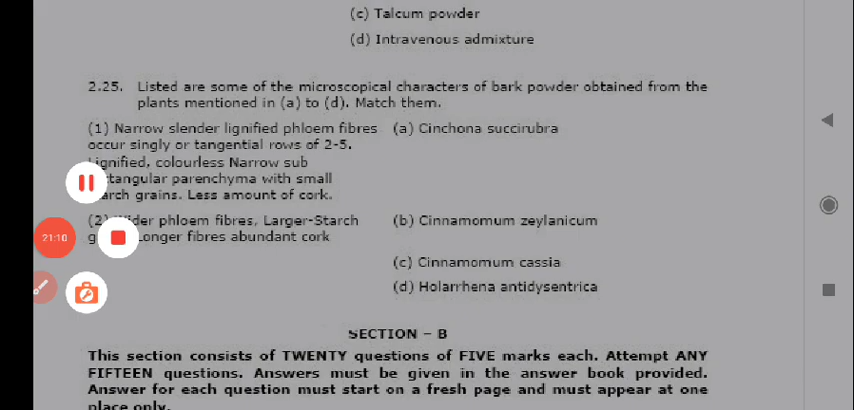 (c) Talcum powder
(d) Intravenous admixture
2.25. Listed are some of the microscopical characters of bark powder obtained from the
plants mentioned in (a) to (d). Match them.
(1) Narrow slender lignified phloem fibres (a) Cinchona succirubra
occur singly or tangential rows of 2-5.
Lignified, colourless Narrow sub
parenchyma with small
grains. Less amount of cork.
(2) phloem fibres, Larger-Starch (b) Cinnamomum zeylanicum
Longer fibres abundant cork
21:10
(c) Cinnamomum cassia
(d) Holarrhena antidysentrica
SECTION – B
This section consists of TWENTY questions of FIVE marks each. Attempt ANY
FIFTEEN questions. Answers must be given in the answer book provided.
Answer for each question must start on a fresh page and must appear at one
place only.